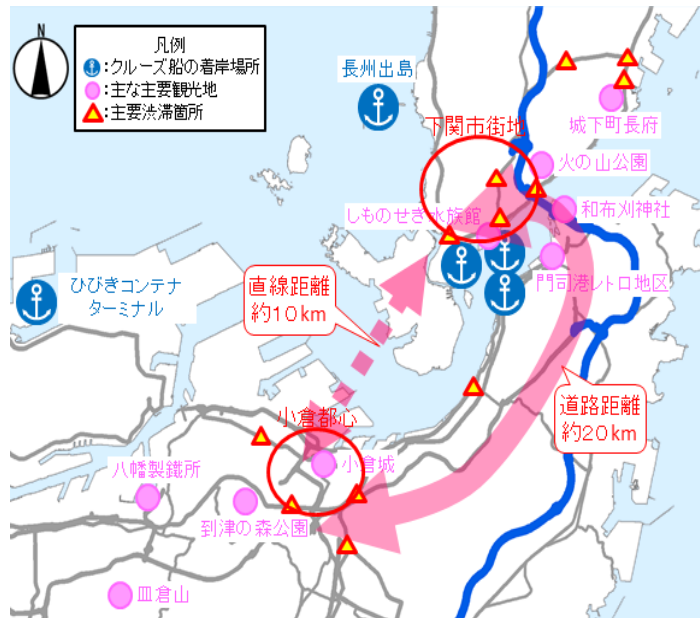 N
凡例
:クルーズ船の着岸場所
:主な主要観光地
:主要渋滞箇所
長州出島
下関市街地
城下町長府
火の山公園
しものせき水族館
和布刈神社
門司港レトロ地区
ひびきコンテナ
ターミナル
直線距離
約10km
道路距離
約20km
小倉都心
小倉城
八幡製鐵所
到津の森公園
皿倉山